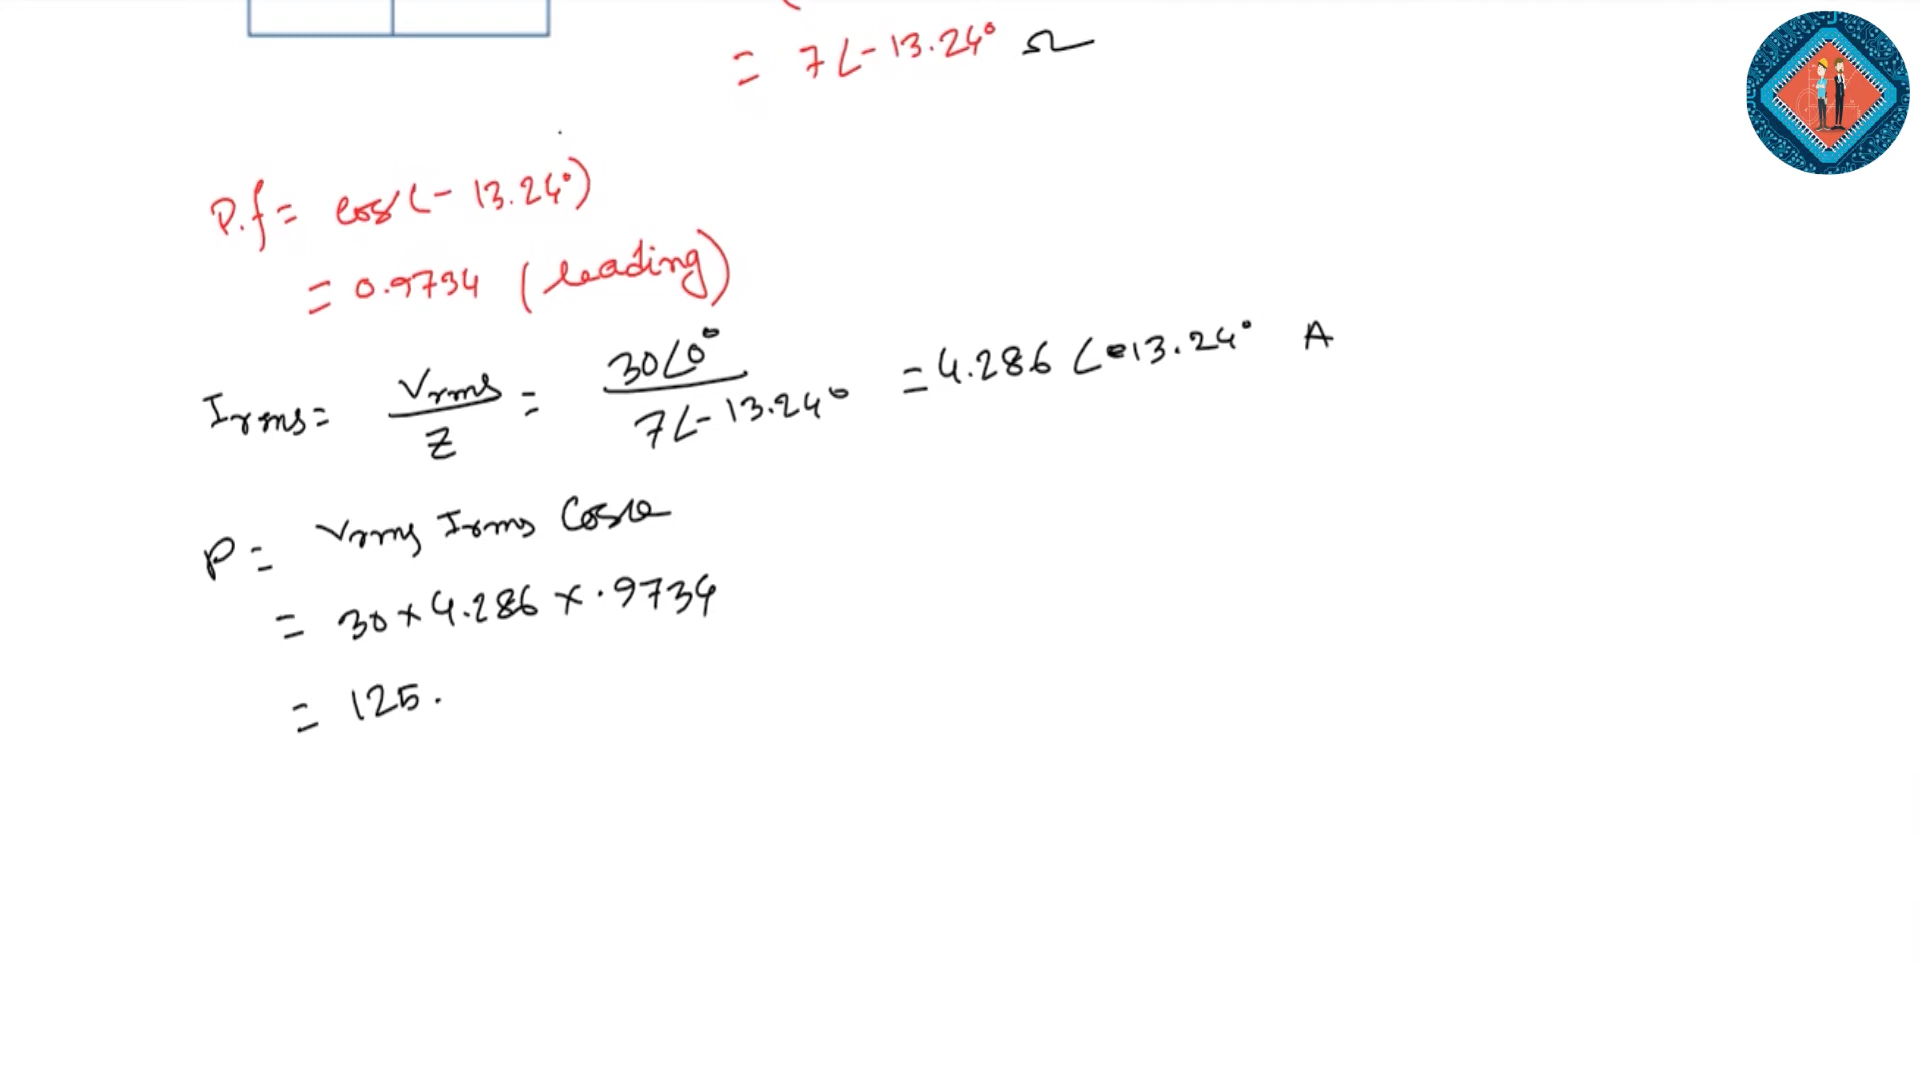 = 7∠-13.24° Ω
P.f = cos(-13.24°)
= 0.9734 (leading)
Irms = Vrms/Z = 30∠0°/7∠-13.24° = 4.286∠13.24° A
P = Vrms Irms Cosθ
= 30 × 4.286 × .9734
= 125.